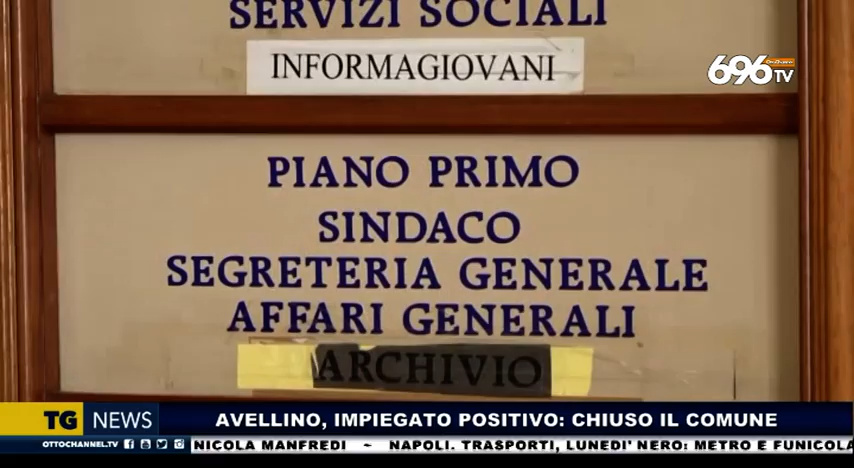 SERVIZI SOCIALI
INFORMAGIOVANI
696 TV
PIANO PRIMO
SINDACO
SEGRETERIA GENERALE
AFFARI GENERALI
ARCHIVIO
TG NEWS AVELLINO, IMPIEGATO POSITIVO: CHIUSO IL COMUNE
OTTOCHANNEL.TV NICOLA MANFREDI ~ NAPOLI. TRASPORTI, LUNEDI' NERO: METRO E FUNICOLA